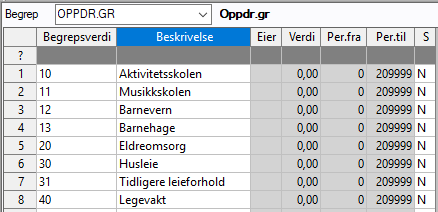 Begrep OPPDR.GR Oppdr.gr
Begrepsverdi Beskrivelse Eier Verdi Per.fra Per.til S
?
1 10 Aktivitetsskolen 0,00 0 209999 N
2 11 Musikkskolen 0,00 0 209999 N
3 12 Barnevern 0,00 0 209999 N
4 13 Barnehage 0,00 0 209999 N
5 20 Eldreomsorg 0,00 0 209999 N
6 30 Husleie 0,00 0 209999 N
7 31 Tidligere leieforhold 0,00 0 209999 N
8 40 Legevakt 0,00 0 209999 N